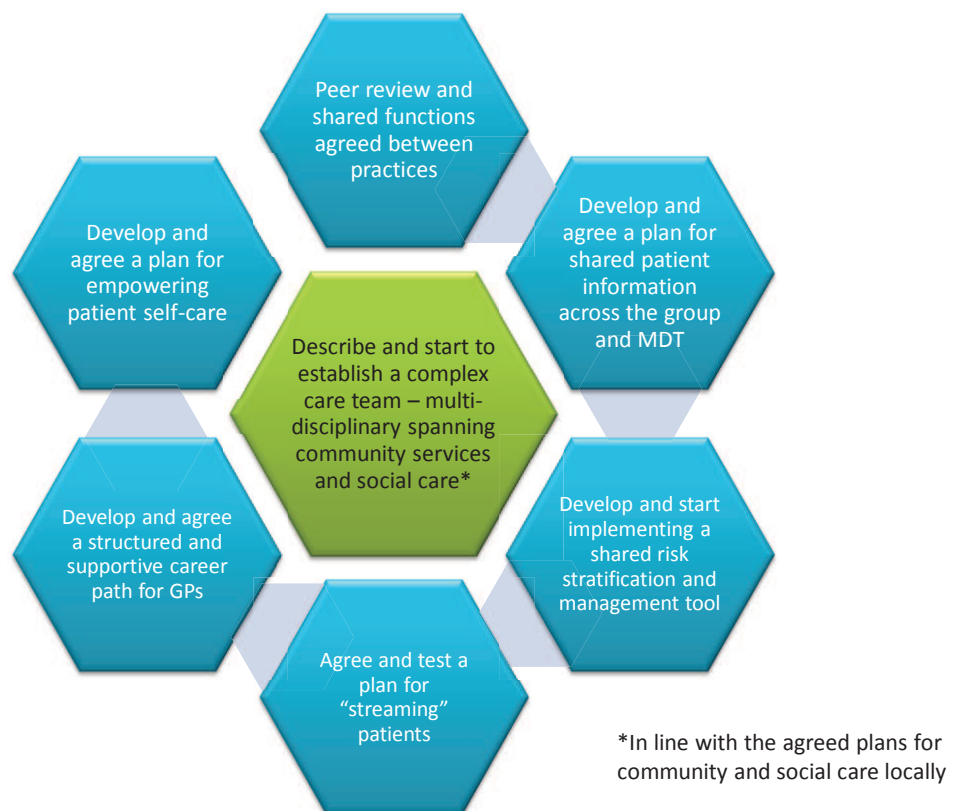 Peer review and
shared functions
agreed between
practices
Develop and
agree a plan for
shared patient
information
across the group
and MDT
Develop and start
implementing a
shared risk
stratification and
management tool
Agree and test a
plan for
“streaming”
patients
Develop and agree
a structured and
supportive career
path for GPs
Develop and
agree a plan for
empowering
patient self-care
Describe and start to
establish a complex
care team – multi-
disciplinary spanning
community services
and social care*
*In line with the agreed plans for
community and social care locally